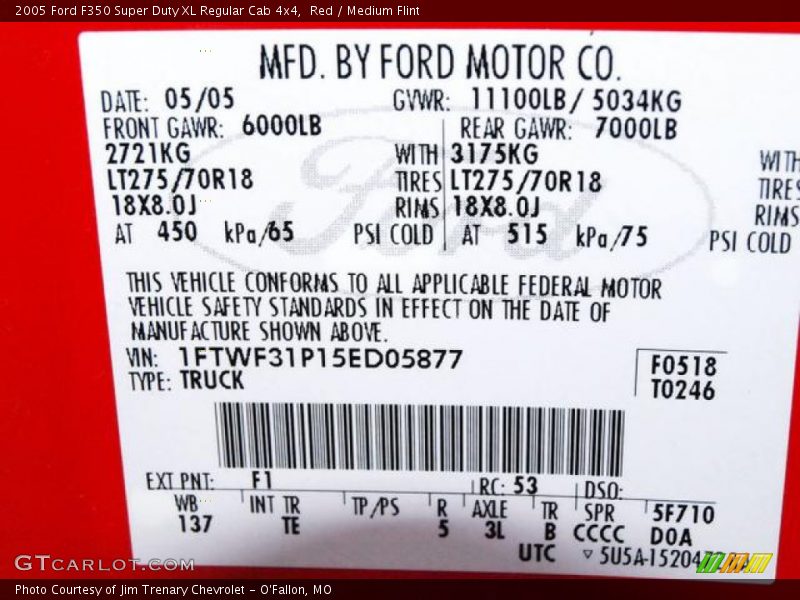 2005 Ford F350 Super Duty XL Regular Cab 4x4,  Red / Medium Flint
MFD. BY FORD MOTOR CO.
DATE: 05/05 GVWR: 11100LB/ 5034KG
FRONT GAWR: 6000LB REAR GAWR: 7000LB
2721KG WITH 3175KG WITH
LT275/70R18 TIRES LT275/70R18 TIRES
18X8.0J RIMS 18X8.0J RIMS
AT 450 kPa/65 PSI COLD AT 515 kPa/75 PSI COLD
THIS VEHICLE CONFORMS TO ALL APPLICABLE FEDERAL MOTOR
VEHICLE SAFETY STANDARDS IN EFFECT ON THE DATE OF
MANUFACTURE SHOWN ABOVE.
VIN: 1FTWF31P15ED05877 F0518
TYPE: TRUCK T0246
EXT PNT: F1 RC: 53 DSO:
WB INT TR TP/PS R AXLE TR SPR 5F710
137 TE 5 3L B CCCC D0A
UTC ▽ 5U5A-15204
GTCARLOT.COM
Photo Courtesy of Jim Trenary Chevrolet - O'Fallon, MO